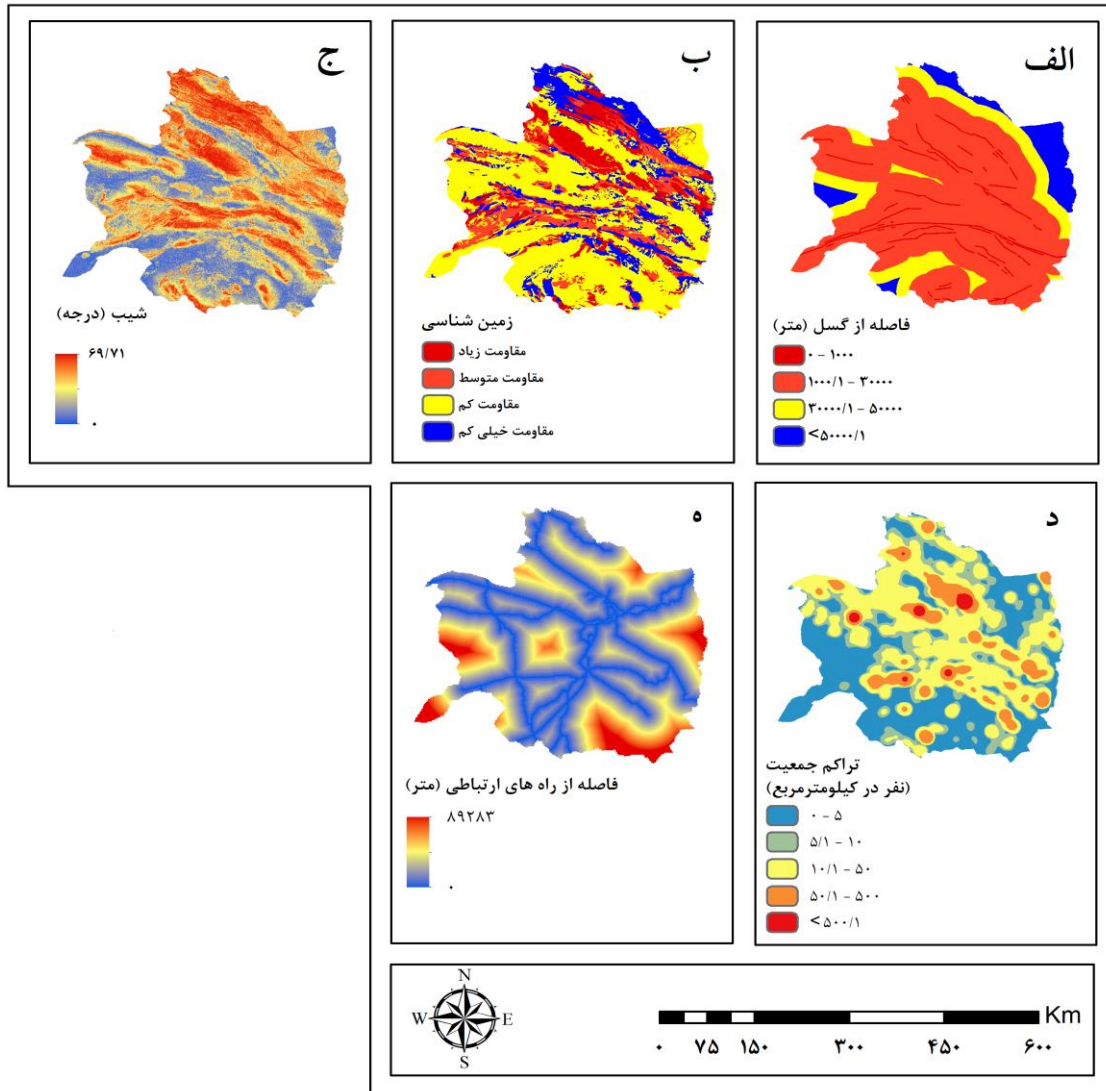 الف
فاصله از گسل (متر)
۰ - ۱۰۰۰
۱۰۰۰/۱ - ۳۰۰۰۰
۳۰۰۰۰/۱ - ۵۰۰۰۰
<۵۰۰۰۰/۱
ب
زمین شناسی
مقاومت زیاد
مقاومت متوسط
مقاومت کم
مقاومت خیلی کم
ج
شیب (درجه)
۶۹/۷۱
۰
د
تراکم جمعیت
(نفر در کیلومترمربع)
۰ - ۵
۵/۱ - ۱۰
۱۰/۱ - ۵۰
۵۰/۱ - ۵۰۰
<۵۰۰/۱
ه
فاصله از راه های ارتباطی (متر)
۸۹۲۸۳
۰
N
W E
S
Km
۰ ۷۵ ۱۵۰ ۳۰۰ ۴۵۰ ۶۰۰